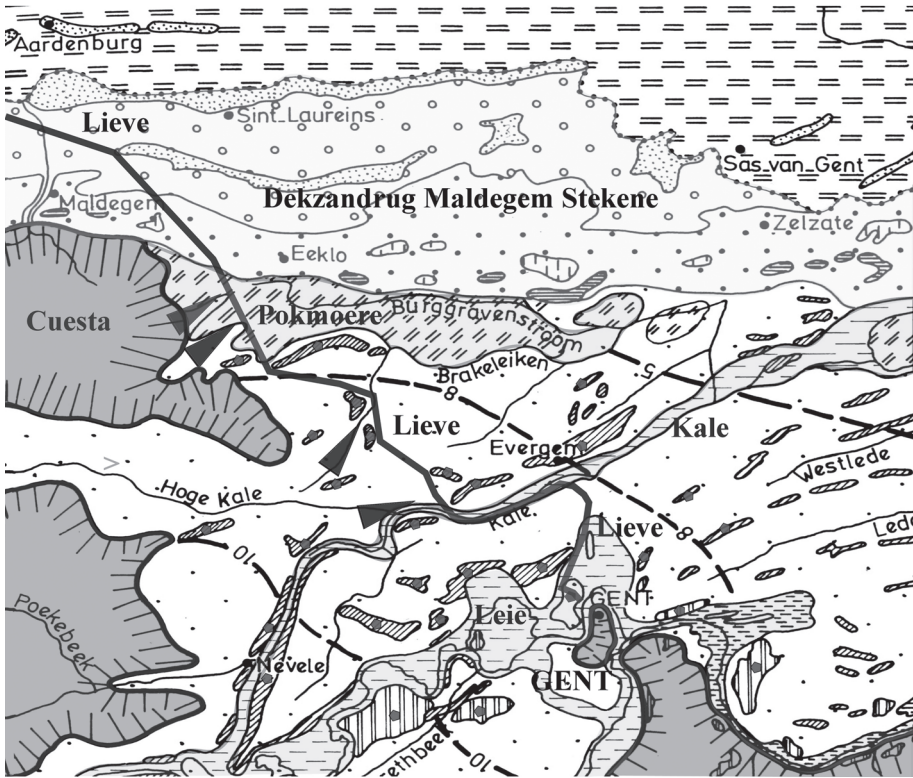 Aardenburg
Lieve
Sint_Laureins
Sas_van_Gent
Dekzandrug Maldegem Stekene
Maldegem
Zelzate
Eeklo
Cuesta
Pokmoere
Burggravenstroom
Brakeleiken
5
8
Lieve
Kale
Evergem
Westlede
Hoge Kale
Kale
Lieve
8
Lede
10
Poekebeek
Leie
GENT
Nevele
GENT
ethbeek
10